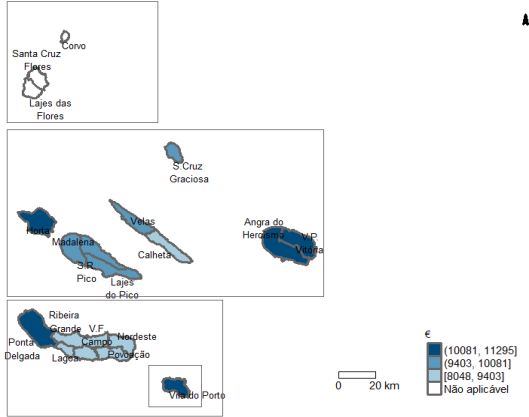 Corvo
Santa Cruz
Flores
Lajes das
Flores
S.Cruz
Graciosa
Velas
Calheta
Horta
Madalena
S.R.
Pico
Lajes
do Pico
Angra do
Heroísmo
V.P.
Vitória
Ribeira
Grande
V.F.
Campo
Nordeste
Ponta
Delgada
Lagoa
Povoação
Vila do Porto
0 20 km
€
(10081, 11295]
(9403, 10081]
[8048, 9403]
Não aplicável